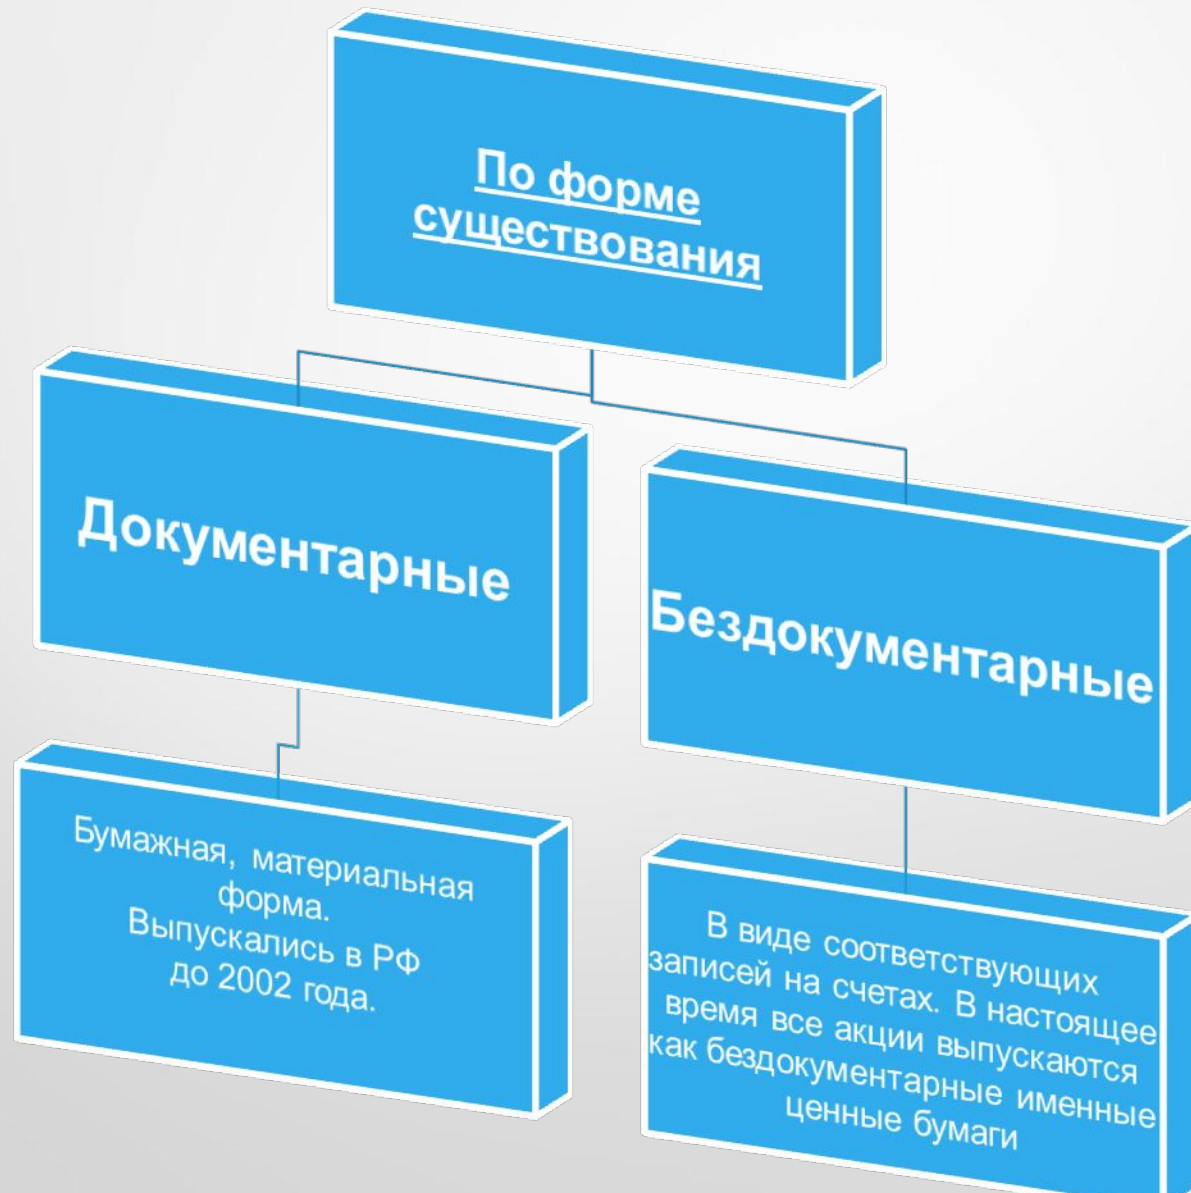 По форме
существования
Документарные
Бездокументарные
Бумажная, материальная
форма.
Выпускались в РФ
до 2002 года.
В виде соответствующих
записей на счетах. В настоящее
время все акции выпускаются
как бездокументарные именные
ценные бумаги